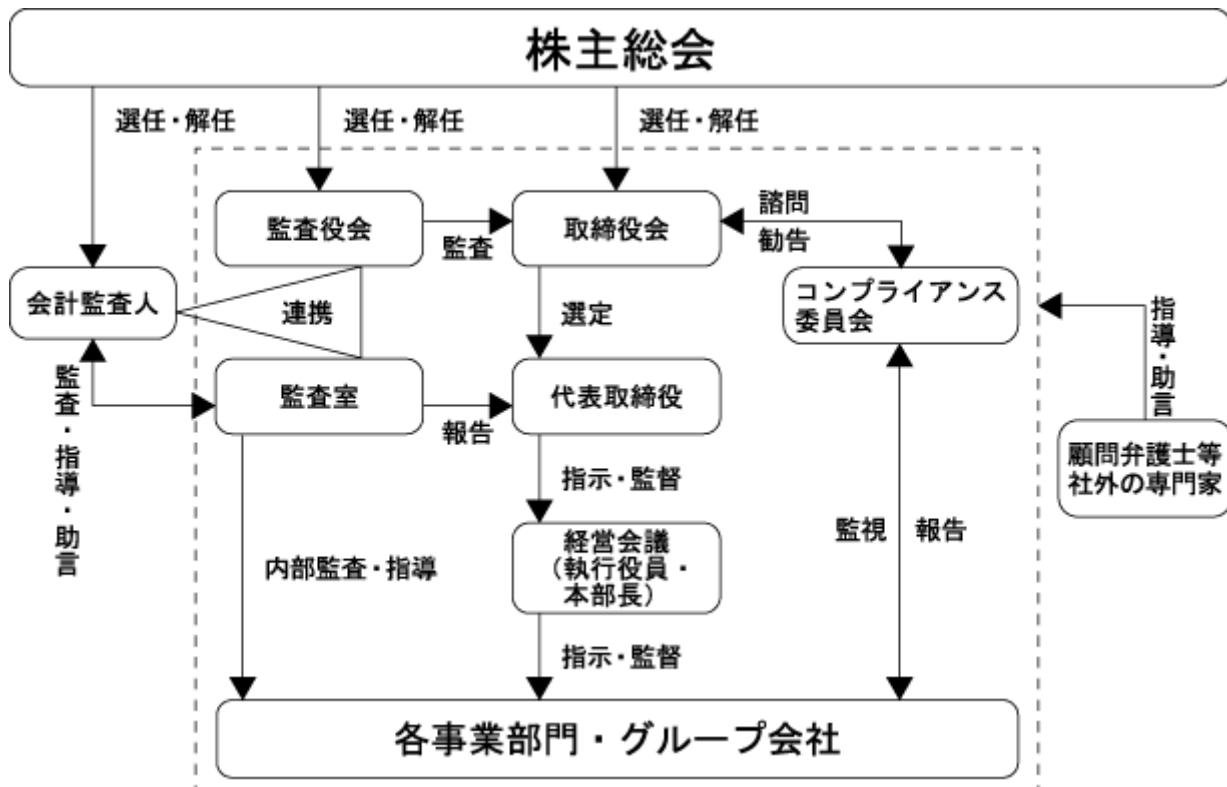 株主総会
選任・解任
選任・解任
選任・解任
監査役会
監査
取締役会
諮問
勧告
会計監査人
連携
選定
コンプライアンス
委員会
指導・助言
監査・指導・助言
監査室
報告
代表取締役
顧問弁護士等
社外の専門家
指示・監督
内部監査・指導
経営会議
(執行役員・
本部長)
監視
報告
指示・監督
各事業部門・グループ会社